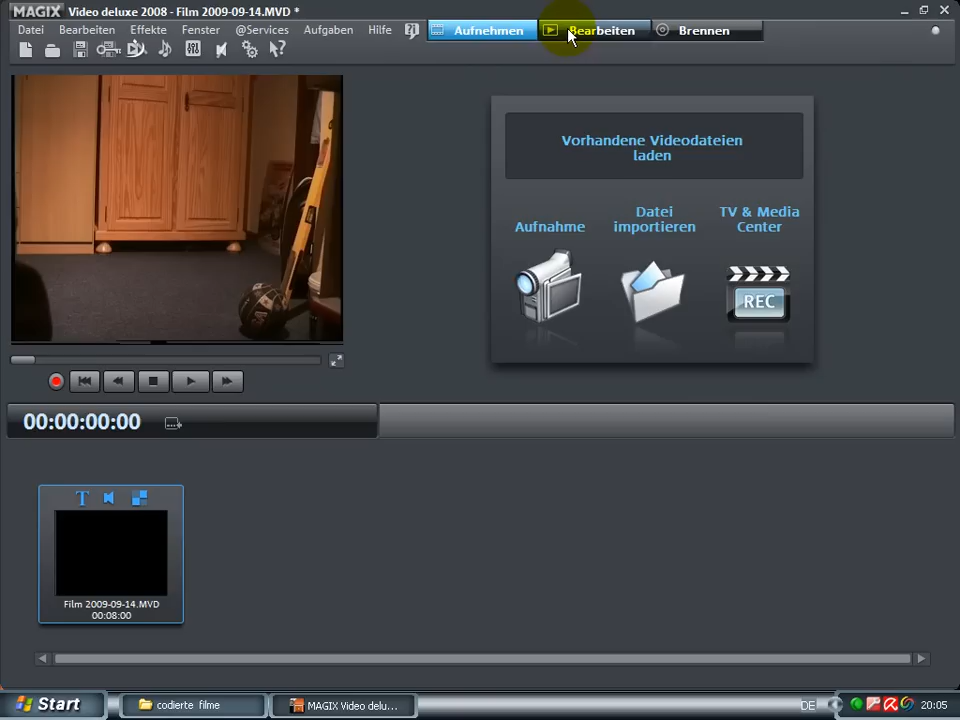 MAGIX Video deluxe 2008 - Film 2009-09-14.MVD *
Datei Bearbeiten Effekte Fenster @Services Aufgaben Hilfe Aufnehmen Bearbeiten Brennen
Vorhandene Videodateien
laden
Aufnahme
Datei
importieren
TV & Media
Center
REC
00:00:00:00
T
Film 2009-09-14.MVD
00:08:00
Start codierte filme MAGIX Video delu... DE 20:05